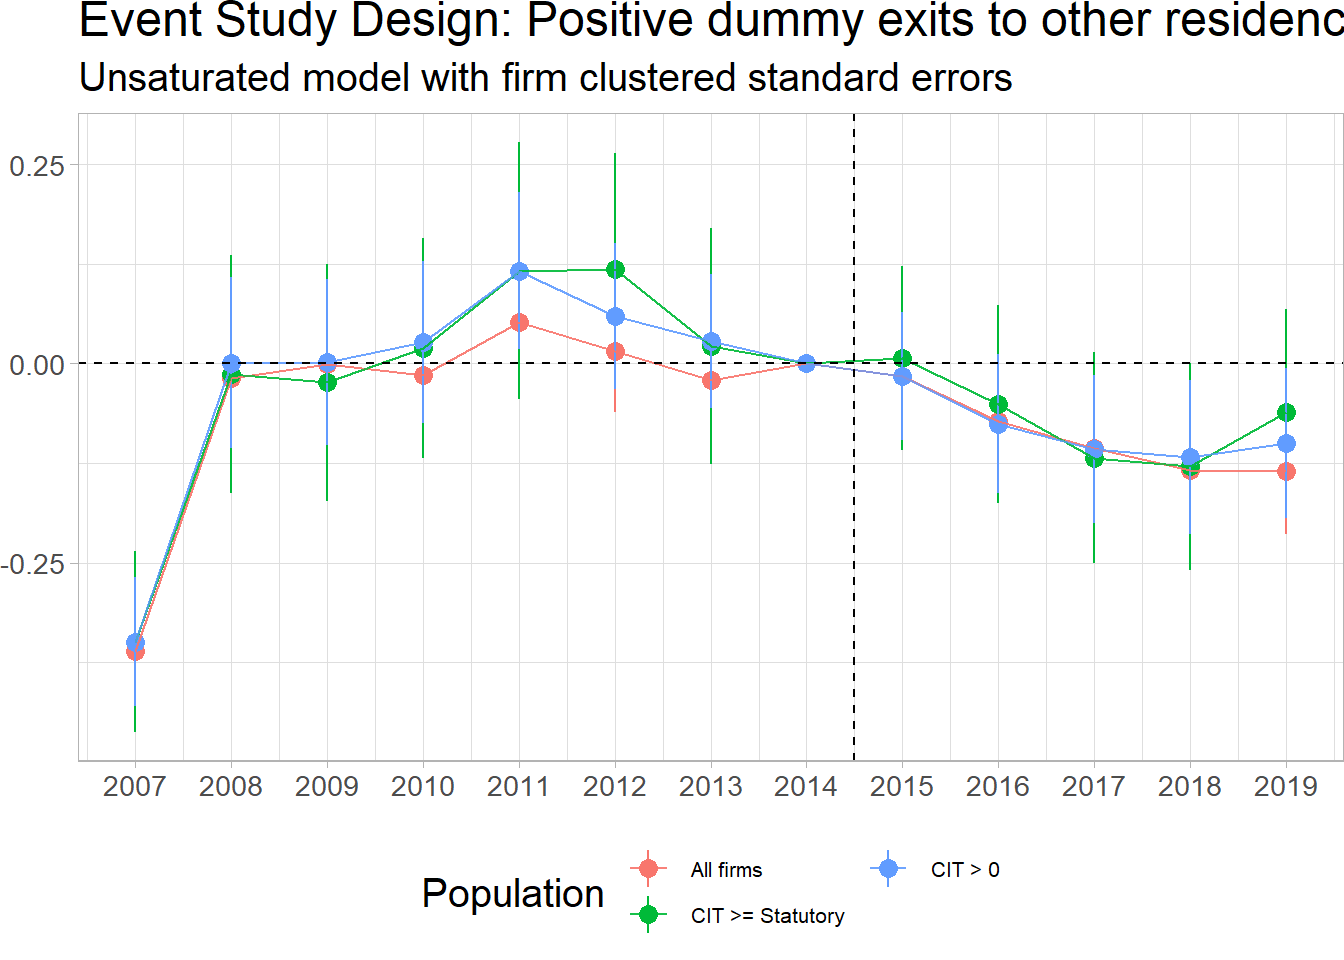 Event Study Design: Positive dummy exits to other
Unsaturated model with firm clustered standard errors
0.25
0.00
-0.25
2007 2008 2009 2010 2011 2012 2013 2014 2015 2016 2017 2018 2019
Population
All firms
CIT > 0
CIT >= Statutory